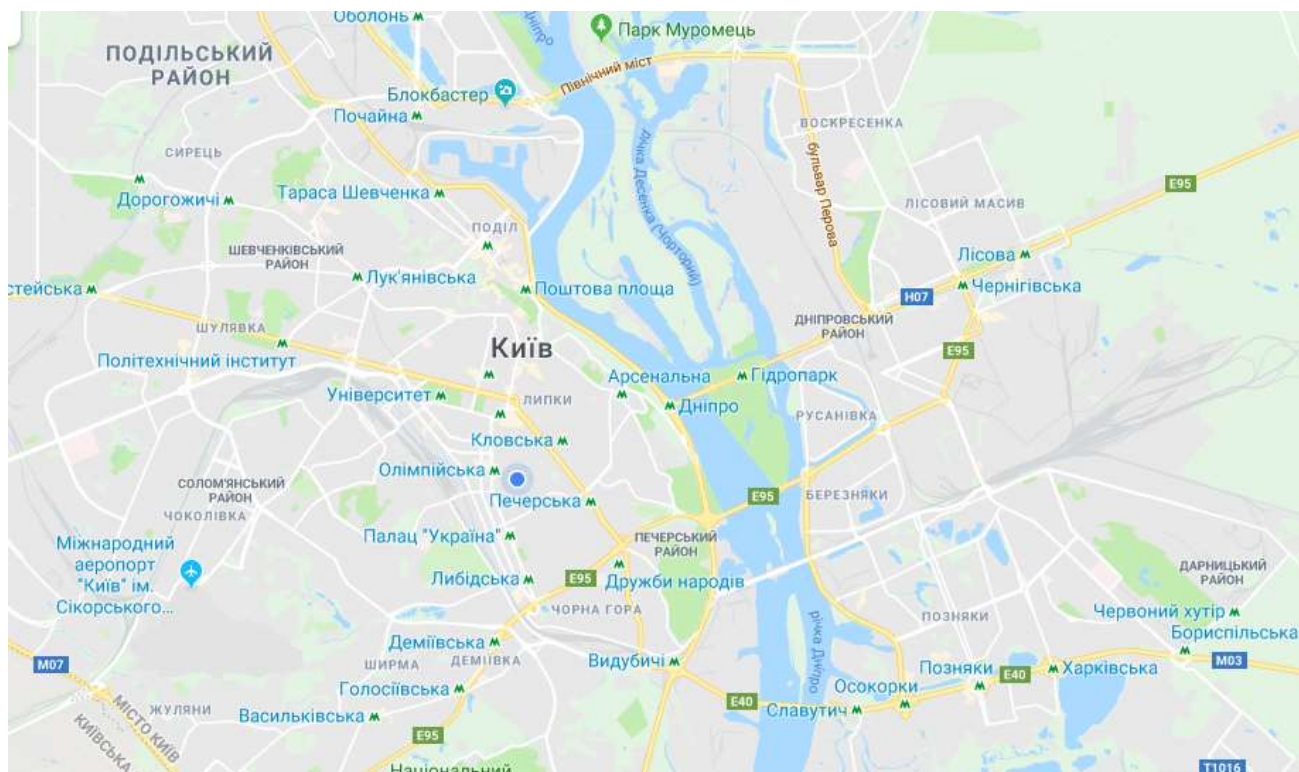 Оболонь
Дніпро
Парк Муромець
ПОДІЛЬСЬКИЙ
РАЙОН
Північний міст
Блокбастер
Почайна
ВОСКРЕСЕНКА
СИРЕЦЬ
річка Десенка (Чорторий)
бульвар Перова
E95
Дорогожичі
Тараса Шевченка
ЛІСОВИЙ МАСИВ
ПОДІЛ
ШЕВЧЕНКІВСЬКИЙ
РАЙОН
Лісова
Лук'янівська
Чернігівська
стейська
Поштова площа
H07
ДНІПРОВСЬКИЙ
РАЙОН
ШУЛЯВКА
Київ
E95
Політехнічний інститут
Арсенальна
Гідропарк
Університет
ЛИПКИ
Дніпро
РУСАНІВКА
Кловська
Олімпійська
СОЛОМ'ЯНСЬКИЙ
РАЙОН
Печерська
E95
БЕРЕЗНЯКИ
ЧОКОЛІВКА
Палац "Україна"
ПЕЧЕРСЬКИЙ
РАЙОН
Міжнародний
аеропорт
"Київ" ім.
Сікорського...
Либідська
E95
Дружби народів
ДАРНИЦЬКИЙ
РАЙОН
ЧОРНА ГОРА
річка Дніпро
ПОЗНЯКИ
Червоний хутір
Бориспільська
Деміївська
ШИРМА
ДЕМІЇВКА
Видубичі
M07
M03
Позняки
E40
Харківська
Голосіївська
Осокорки
E40
Славутич
ЖУЛЯНИ
Васильківська
МІСТО КИЇВ
КИЇВСЬКА
E95
Національний
T1016